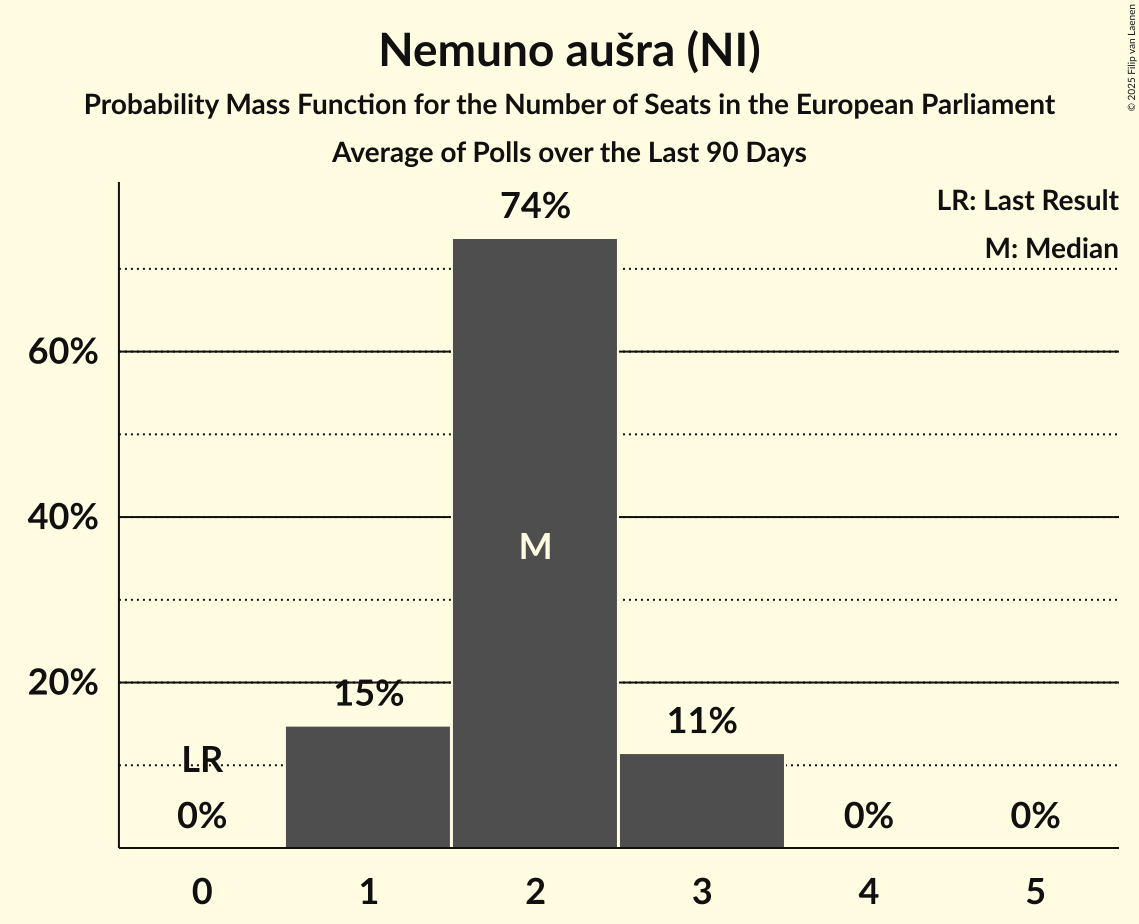 Nemuno aušra (NI)
Probability Mass Function for the Number of Seats in the European Parliament
Average of Polls over the Last 90 Days
© 2025 Filip van Laenen
LR: Last Result
M: Median
74%
60%
40%
M
20%
15%
11%
LR
0%
0%
0%
0
1
2
3
4
5